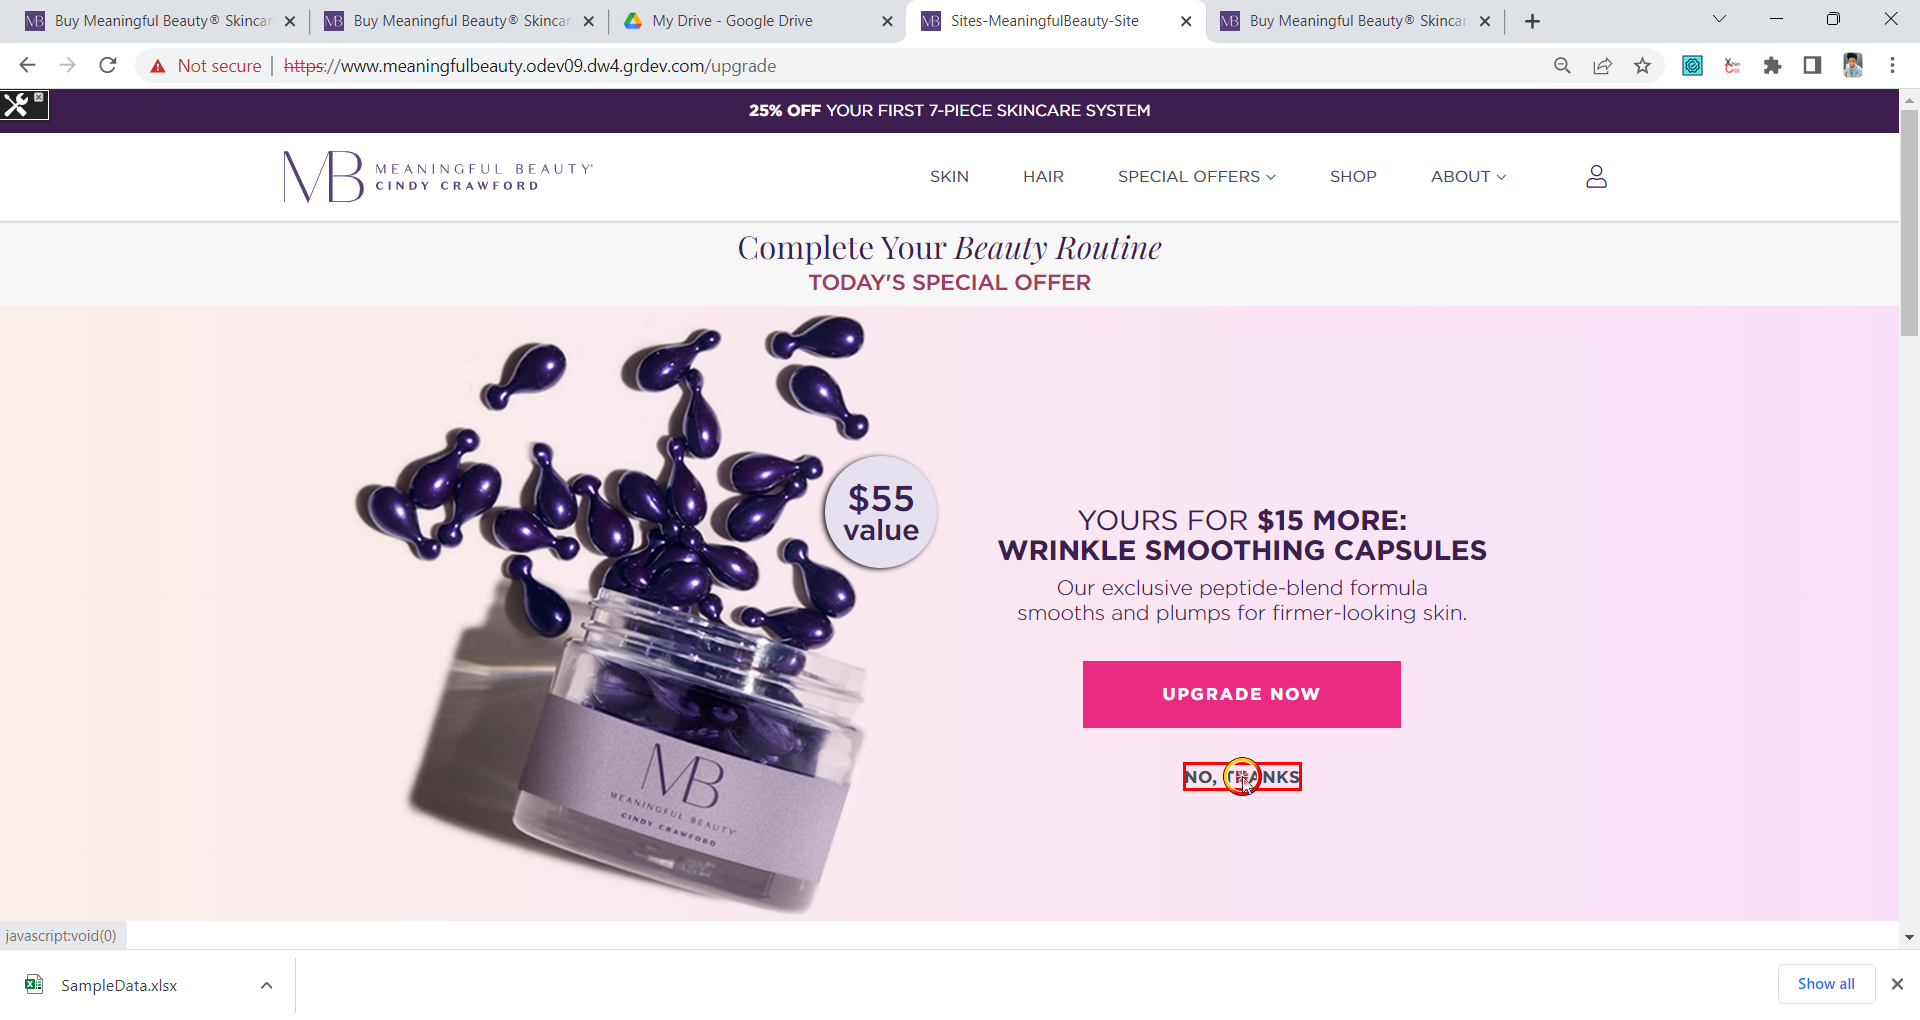 Buy Meaningful Beauty® Skincar
Buy Meaningful Beauty® Skincar
My Drive - Google Drive
Sites-MeaningfulBeauty-Site
Buy Meaningful Beauty® Skincar
Not secure
https://www.meaningfulbeauty.odev09.dw4.grdev.com/upgrade
25% OFF YOUR FIRST 7-PIECE SKINCARE SYSTEM
MB MEANINGFUL BEAUTY®
CINDY CRAWFORD
SKIN
HAIR
SPECIAL OFFERS
SHOP
ABOUT
Complete Your Beauty Routine
TODAY'S SPECIAL OFFER
$55
value
YOURS FOR $15 MORE:
WRINKLE SMOOTHING CAPSULES
Our exclusive peptide-blend formula
smooths and plumps for firmer-looking skin.
UPGRADE NOW
NO, THANKS
MB
MEANINGFUL BEAUTY®
CINDY CRAWFORD
javascript:void(0)
SampleData.xlsx
Show all